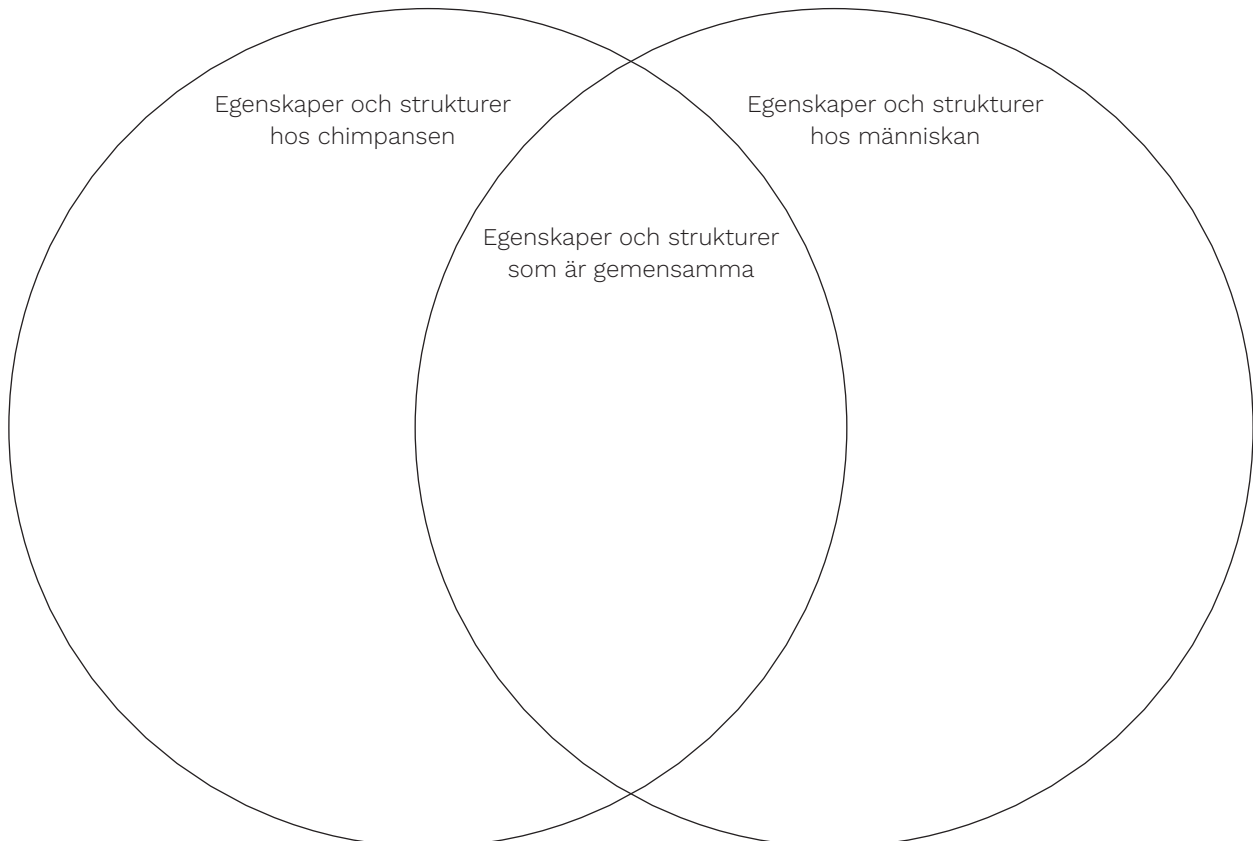 Egenskaper och strukturer
hos chimpansen
Egenskaper och strukturer
hos människan
Egenskaper och strukturer
som är gemensamma